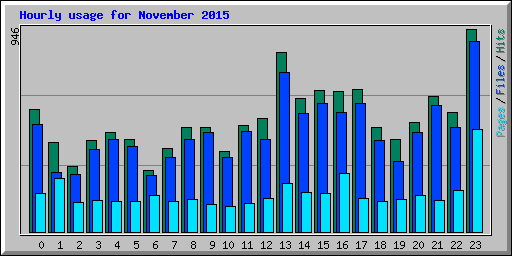 Hourly usage for November 2015
946
Pages/Files/Hits
0 1 2 3 4 5 6 7 8 9 10 11 12 13 14 15 16 17 18 19 20 21 22 23